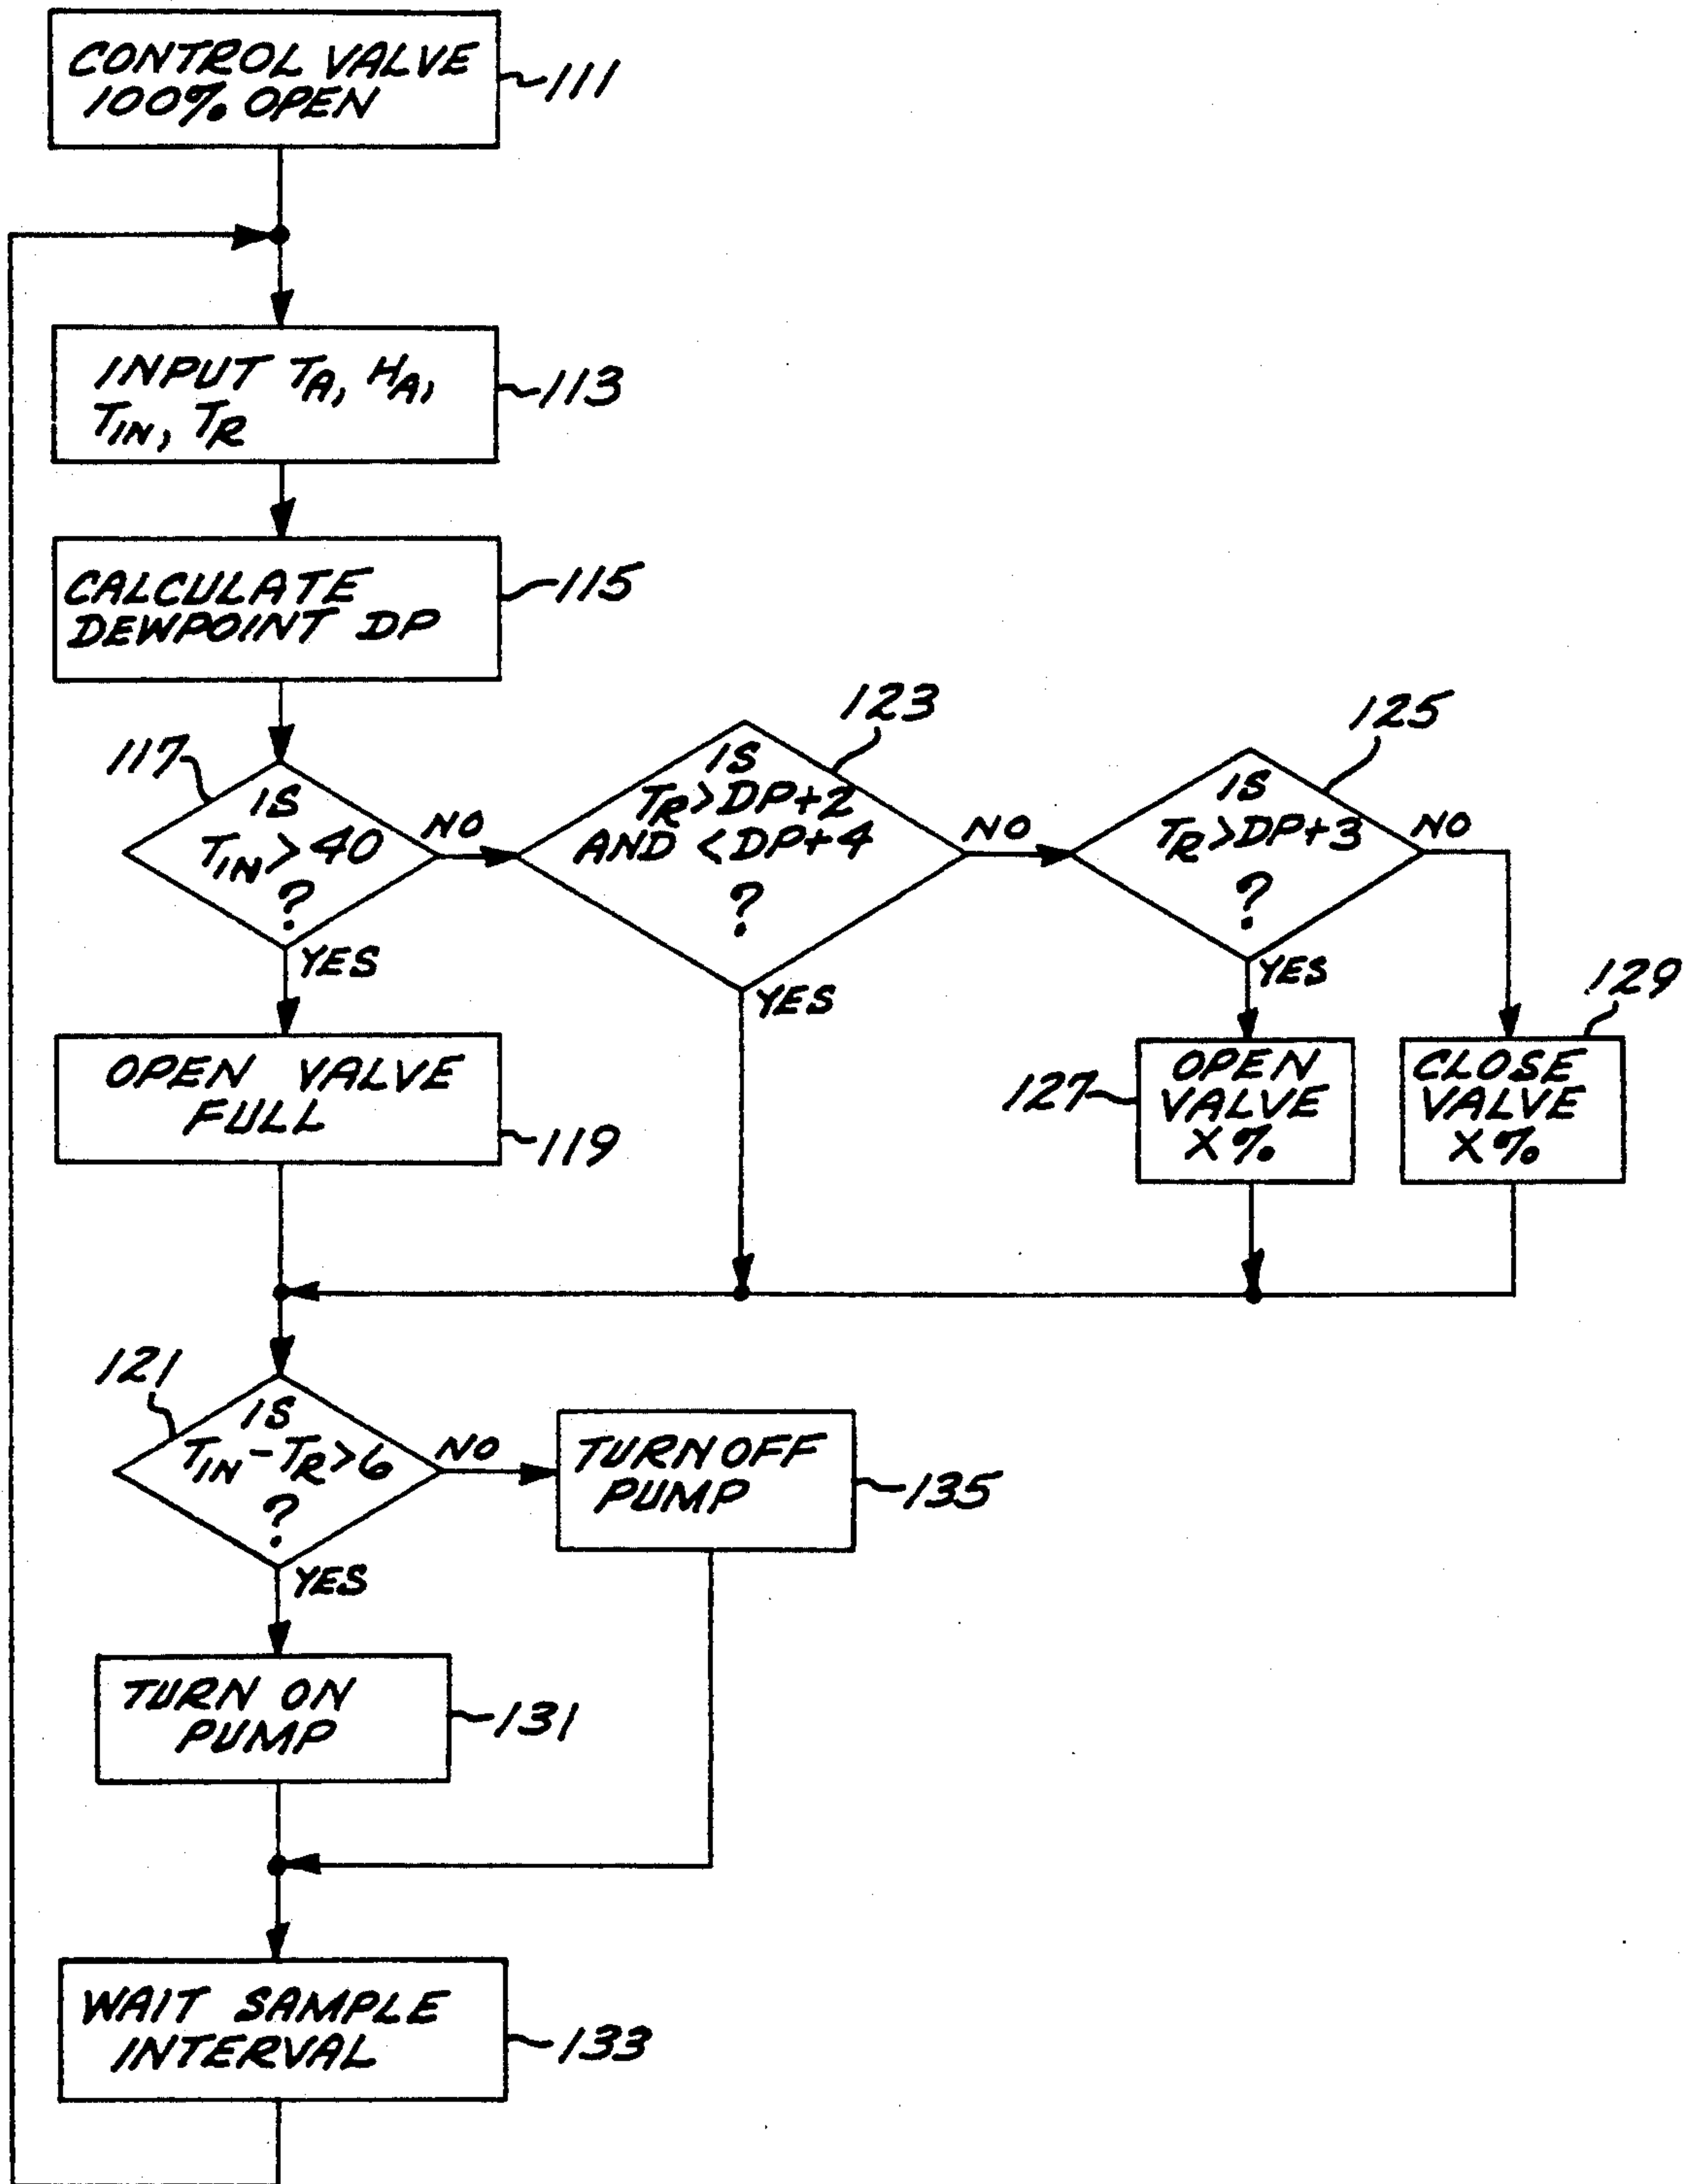 CONTROL VALVE
100% OPEN
111
INPUT TA, HA,
TIN, TR
113
CALCULATE
DEWPOINT DP
115
117
IS
TIN > 40
?
NO
YES
123
IS
TR > DP+2
AND < DP+4
?
NO
YES
125
IS
TR > DP+3
?
NO
YES
OPEN VALVE
FULL
119
127
OPEN
VALVE
X%
129
CLOSE
VALVE
X%
121
IS
TIN - TR > 6
?
NO
YES
TURN OFF
PUMP
135
TURN ON
PUMP
131
WAIT SAMPLE
INTERVAL
133